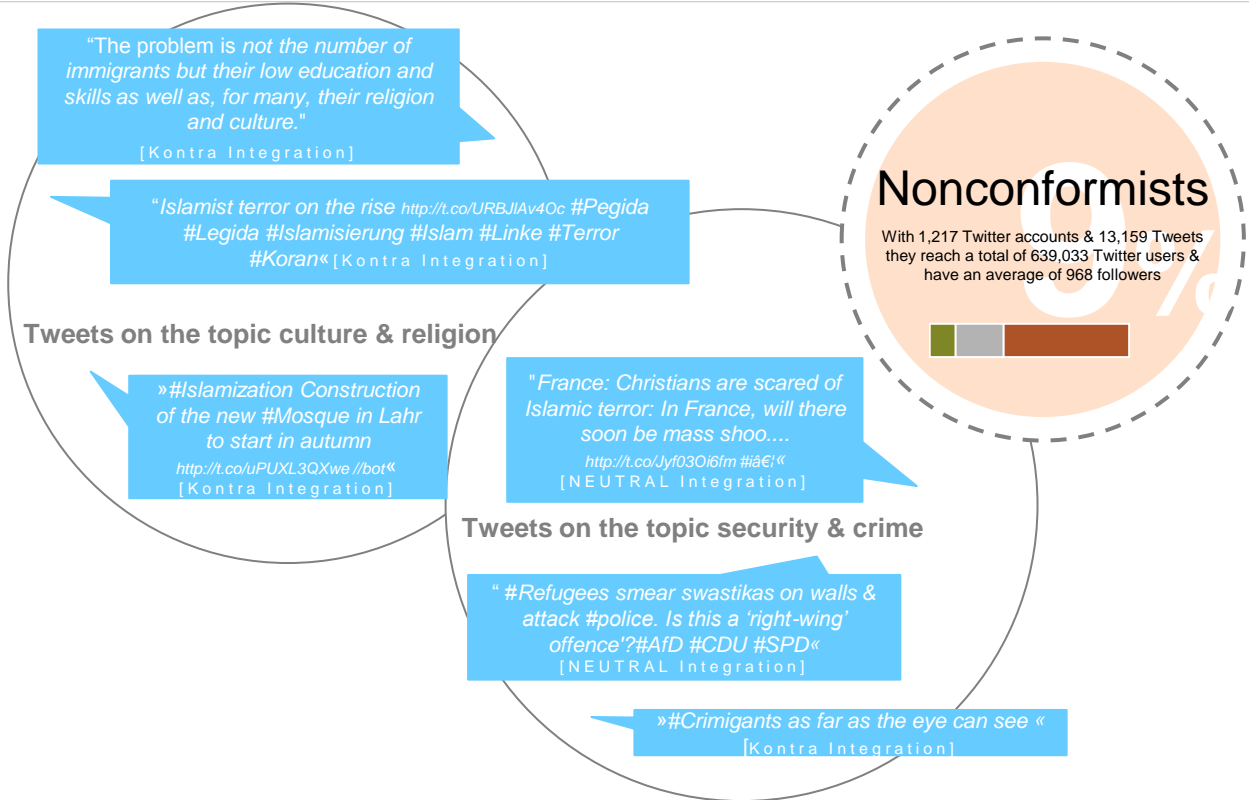 “The problem is not the number of
immigrants but their low education and
skills as well as, for many, their religion
and culture."
[Kontra Integration]
“Islamist terror on the rise http://t.co/URBJlAv4Oc #Pegida
#Legida #Islamisierung #Islam #Linke #Terror
#Koran« [Kontra Integration]
Tweets on the topic culture & religion
»#Islamization Construction
of the new #Mosque in Lahr
to start in autumn
http://t.co/uPUXL3QXwe //bot«
[Kontra Integration]
9%
Nonconformists
With 1,217 Twitter accounts & 13,159 Tweets
they reach a total of 639,033 Twitter users &
have an average of 968 followers
"France: Christians are scared of
Islamic terror: In France, will there
soon be mass shoo....
http://t.co/Jyf03Oi6fm #iâ€¦«
[NEUTRAL Integration]
Tweets on the topic security & crime
“ #Refugees smear swastikas on walls &
attack #police. Is this a ‘right-wing’
offence'?#AfD #CDU #SPD«
[NEUTRAL Integration]
»#Crimigants as far as the eye can see «
[Kontra Integration]